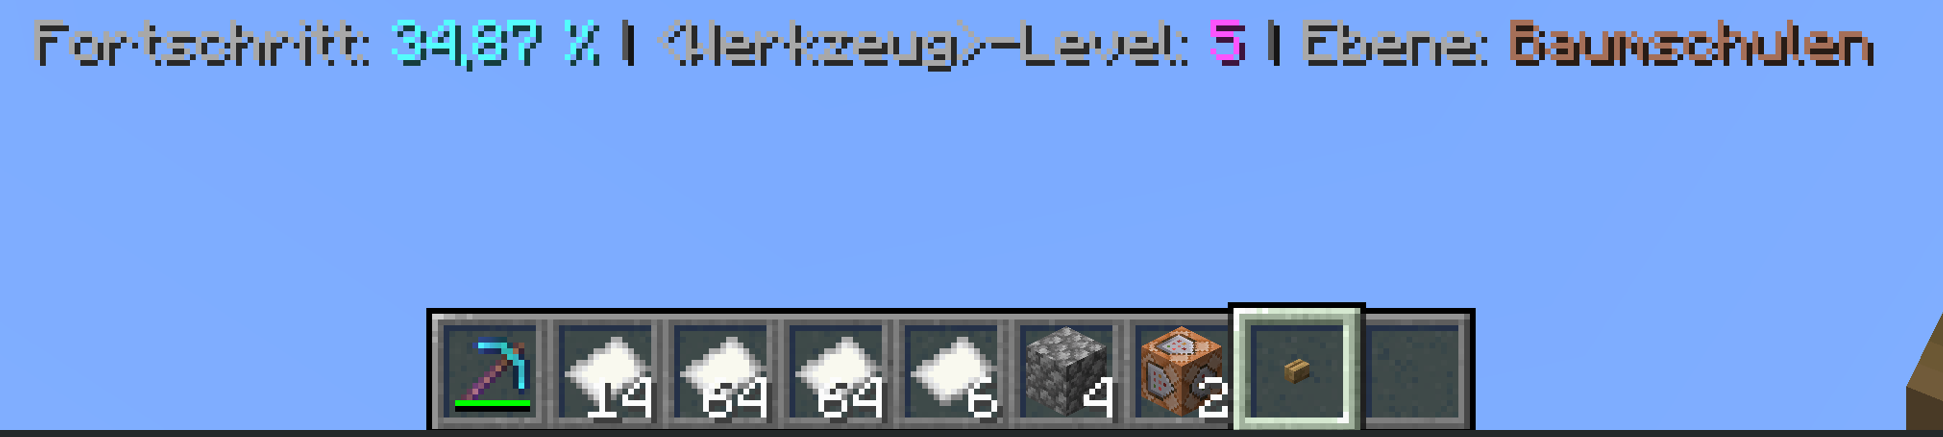 Fortschritt: 34,87 % | <Werkzeug>-Level: 5 | Ebene: Baumschulen
14 64 64 6 4 2